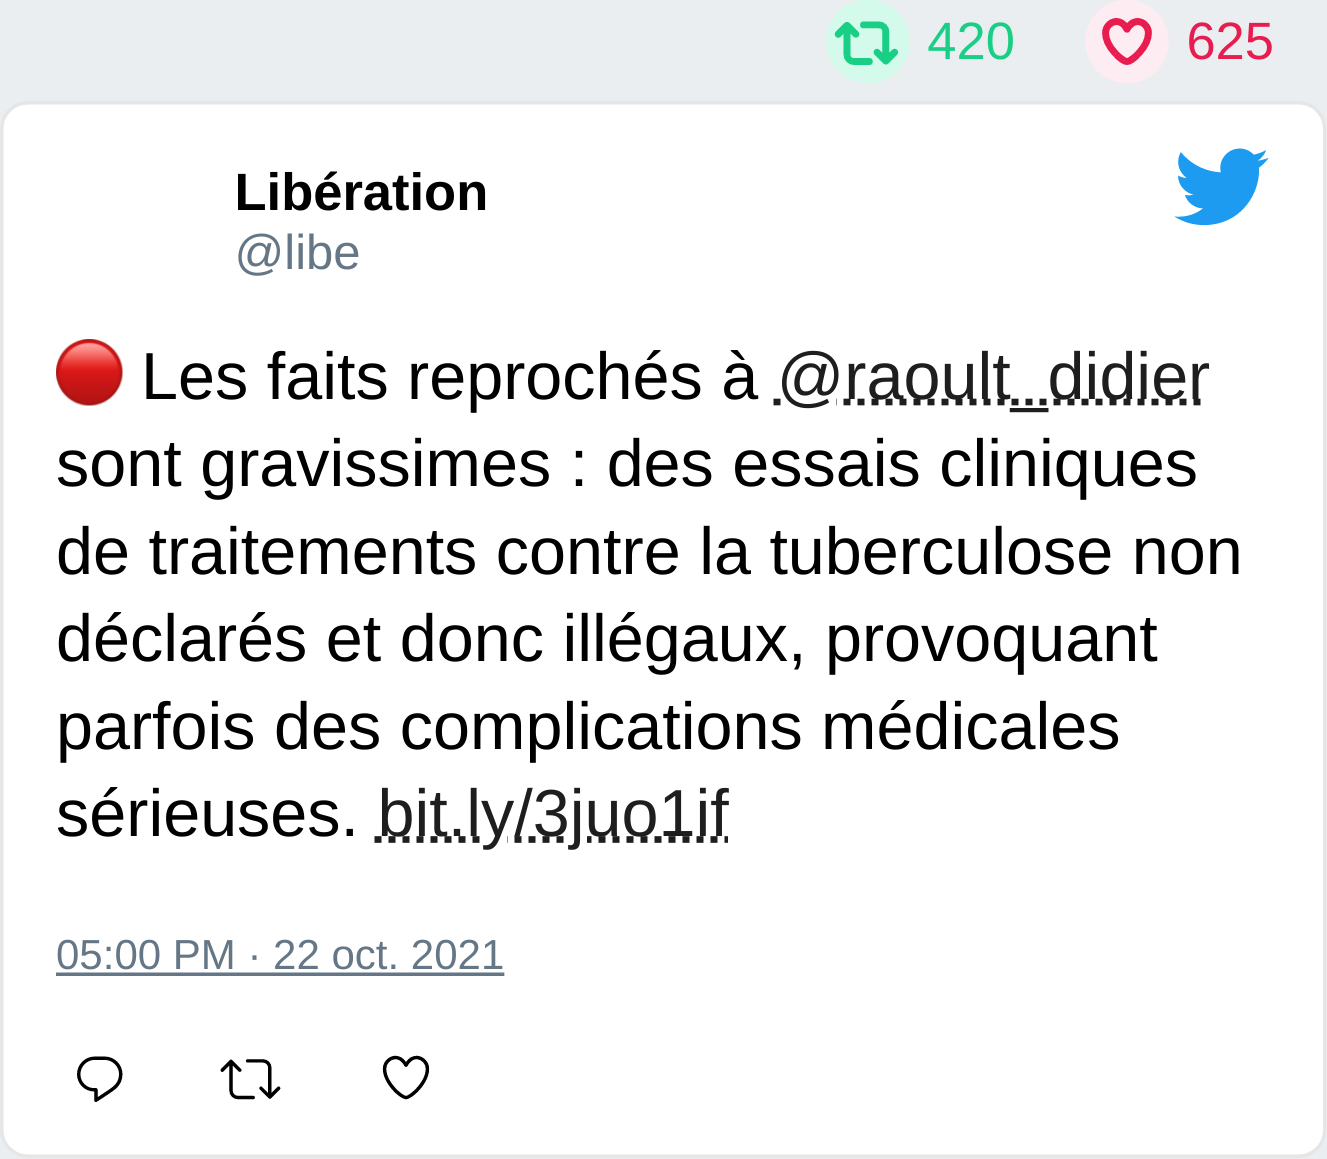 420 625
Libération
@libe
🔴 Les faits reprochés à @raoult_didier
sont gravissimes : des essais cliniques
de traitements contre la tuberculose non
déclarés et donc illégaux, provoquant
parfois des complications médicales
sérieuses. bit.ly/3juo1if
05:00 PM · 22 oct. 2021